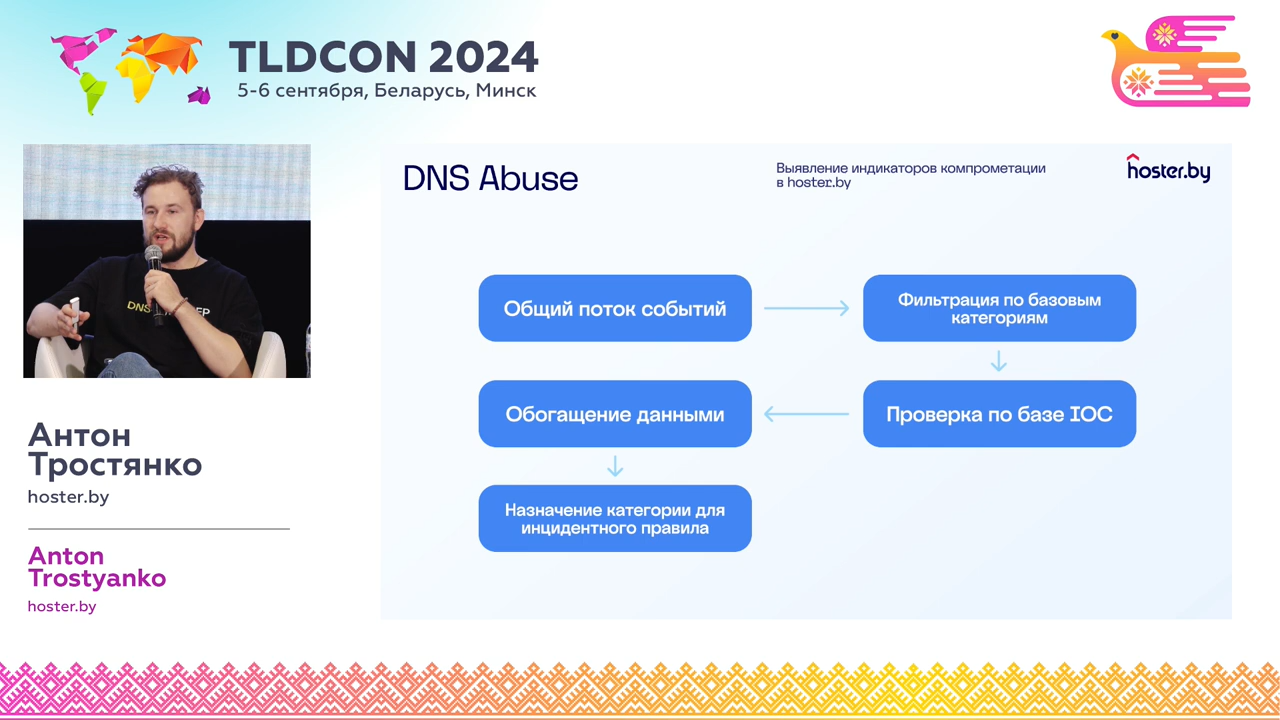 TLDCON 2024
5-6 сентября, Беларусь, Минск
DNS Abuse
Выявление индикаторов компрометации
в hoster.by
hoster.by
Общий поток событий
Фильтрация по базовым
категориям
Обогащение данными
Проверка по базе IOC
Назначение категории для
инцидентного правила
Антон
Тростянко
hoster.by
Anton
Trostyanko
hoster.by
DNS